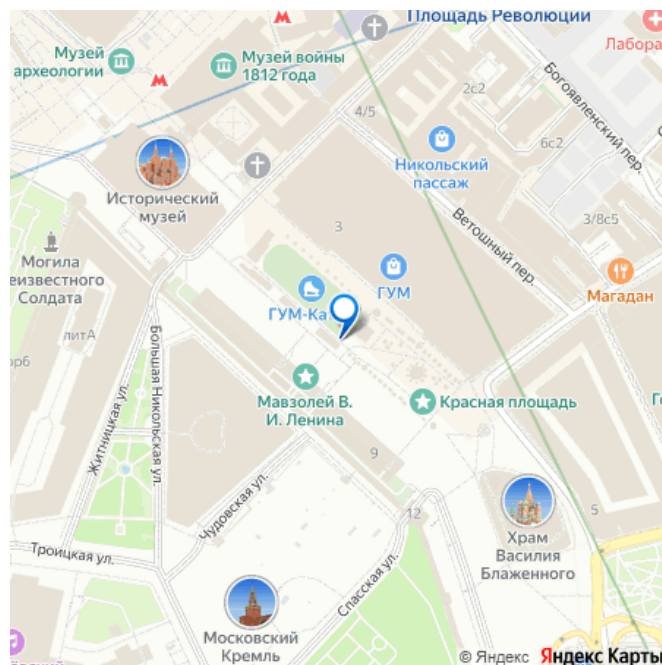 Площадь Революции
Музей
археологии
Музей войны
1812 года
Лабора
Богоявленский пер.
2с2
4/5
6с2
Никольский
пассаж
Исторический
музей
3/8с5
3
Ветошный пер.
Могила
еизвестного
Солдата
ГУМ
Магадан
ГУМ-Ка
литА
орб
Большая Никольская ул.
Житницкая ул.
Мавзолей В.
И. Ленина
Красная площадь
Го
9
Чудовская ул.
12
5
Храм
Василия
Блаженного
Троицкая ул.
Спасская ул.
Московский
Кремль
© Яндекс Яндекс Карты